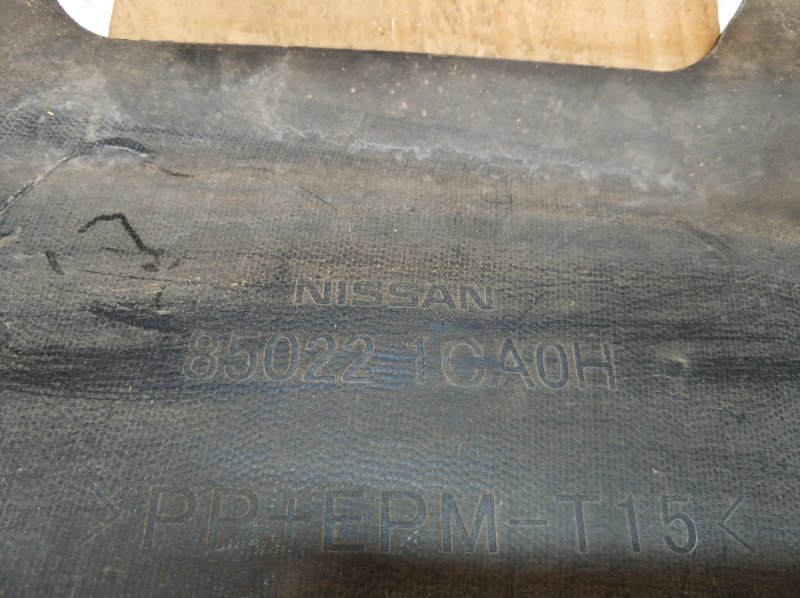 NISSAN
85022 1CA0H
>PP+EPM-T15<